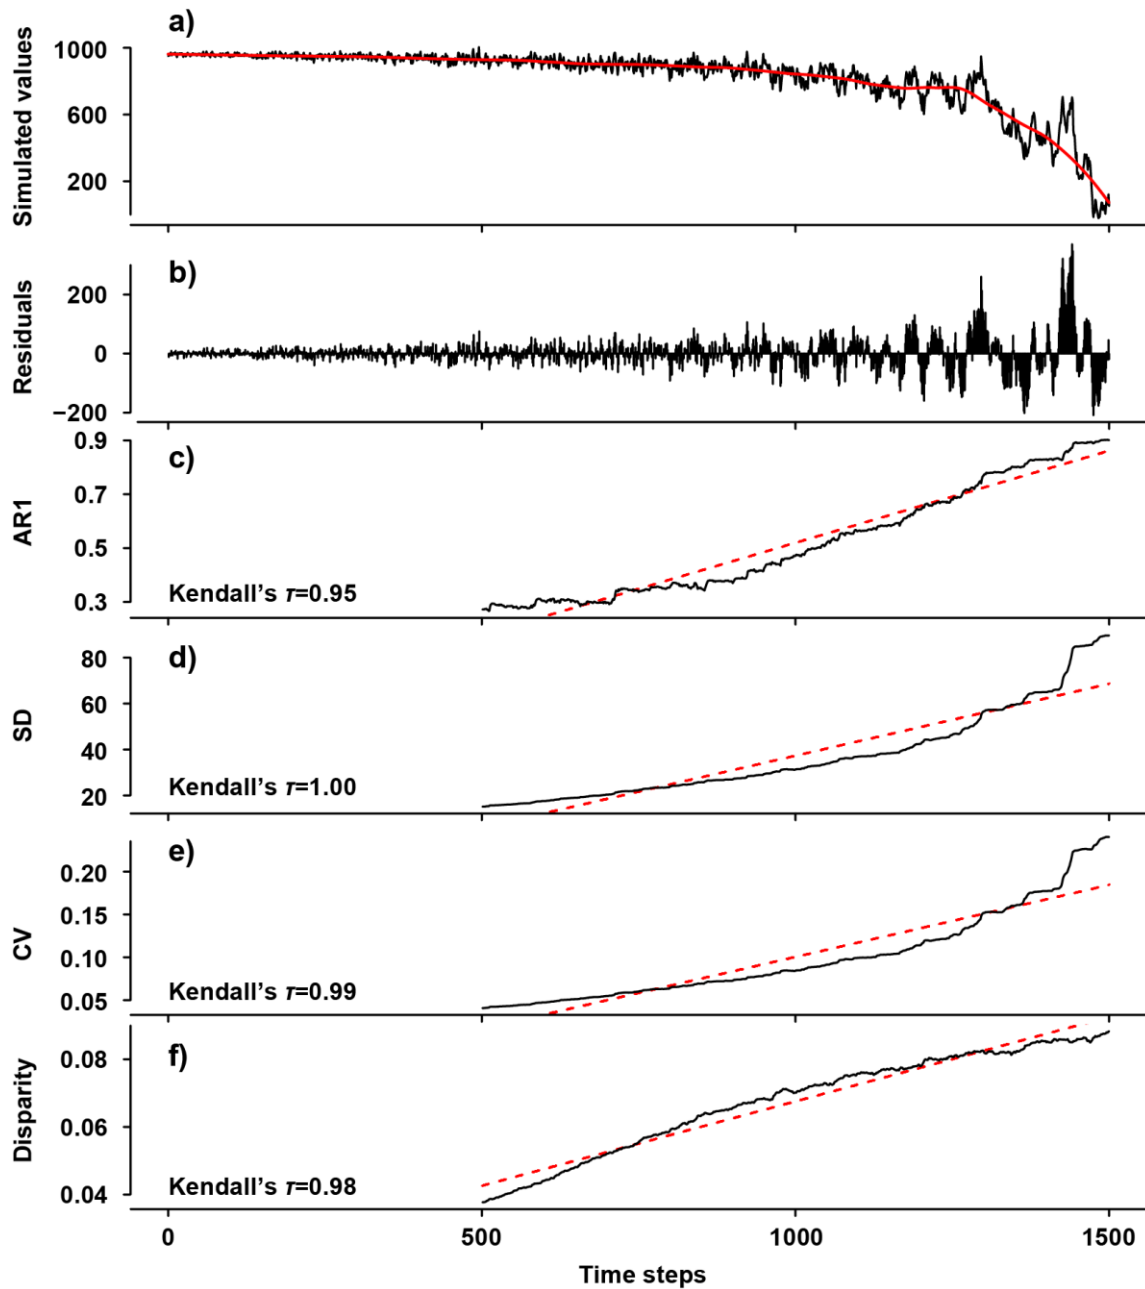 a)
Simulated values
1000
600
200
b)
Residuals
200
0
−200
c)
AR1
0.9
0.7
0.5
0.3
Kendall's τ=0.95
d)
SD
80
60
40
20
Kendall's τ=1.00
e)
CV
0.20
0.15
0.10
0.05
Kendall's τ=0.99
f)
Disparity
0.08
0.06
0.04
Kendall's τ=0.98
0 500 1000 1500
Time steps